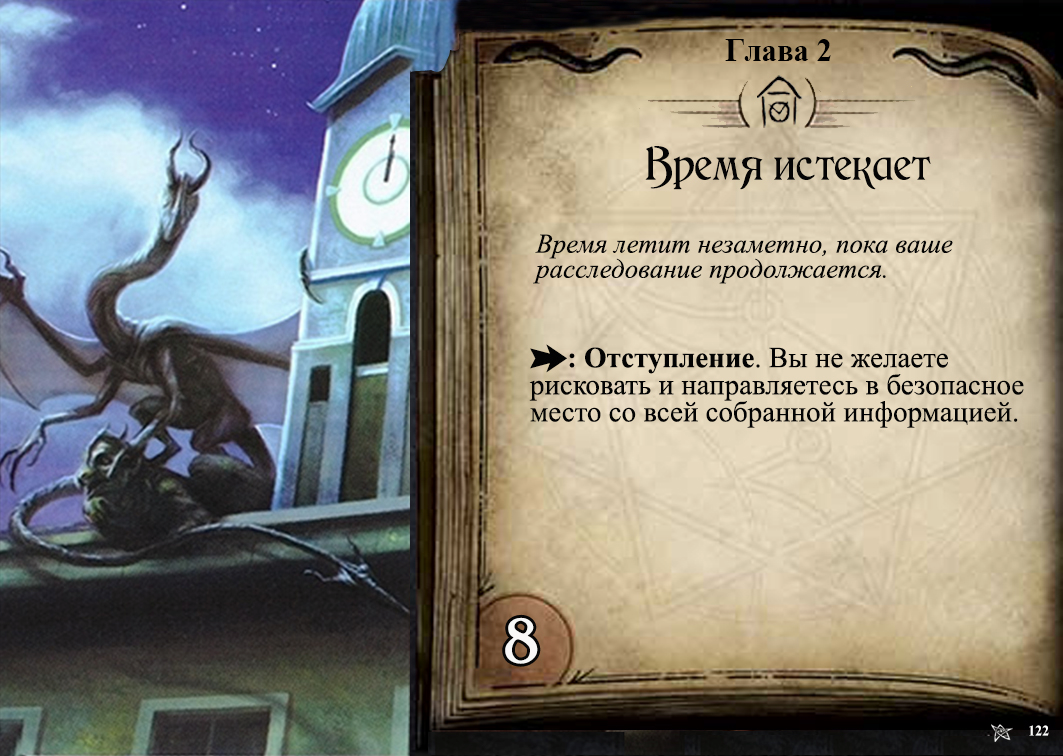 Глава 2
Время истекает
Время летит незаметно, пока ваше
расследование продолжается.
: Отступление. Вы не желаете
рисковать и направляетесь в безопасное
место со всей собранной информацией.
8
122